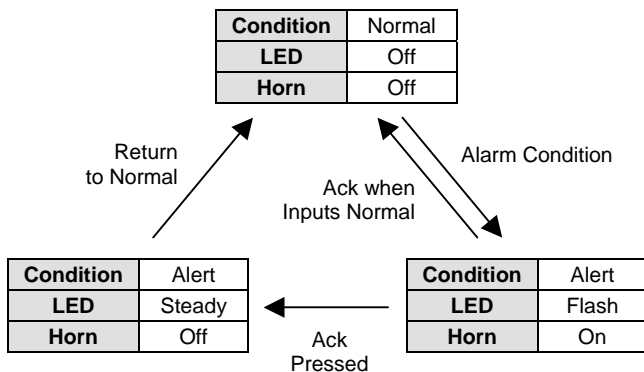 Condition Normal
LED Off
Horn Off
Return
to Normal
Alarm Condition
Ack when
Inputs Normal
Condition Alert
LED Steady
Horn Off
Ack
Pressed
Condition Alert
LED Flash
Horn On